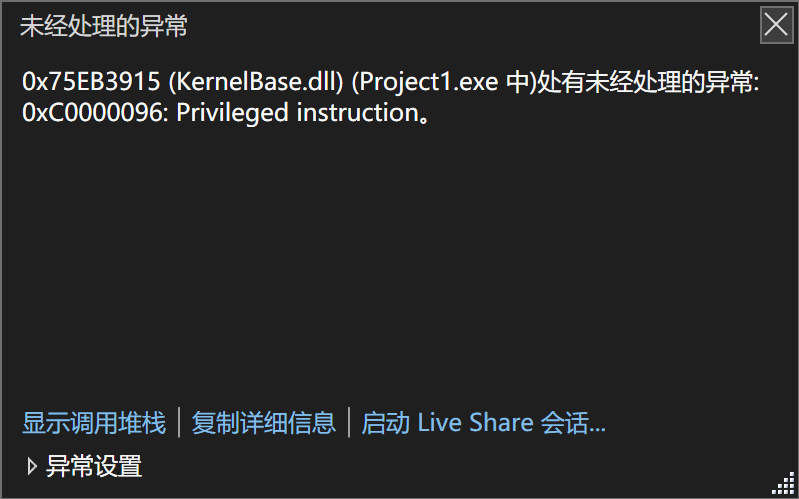 未经处理的异常
0x75EB3915 (KernelBase.dll) (Project1.exe 中)处有未经处理的异常:
0xC0000096: Privileged instruction。
显示调用堆栈 | 复制详细信息 | 启动 Live Share 会话...
异常设置